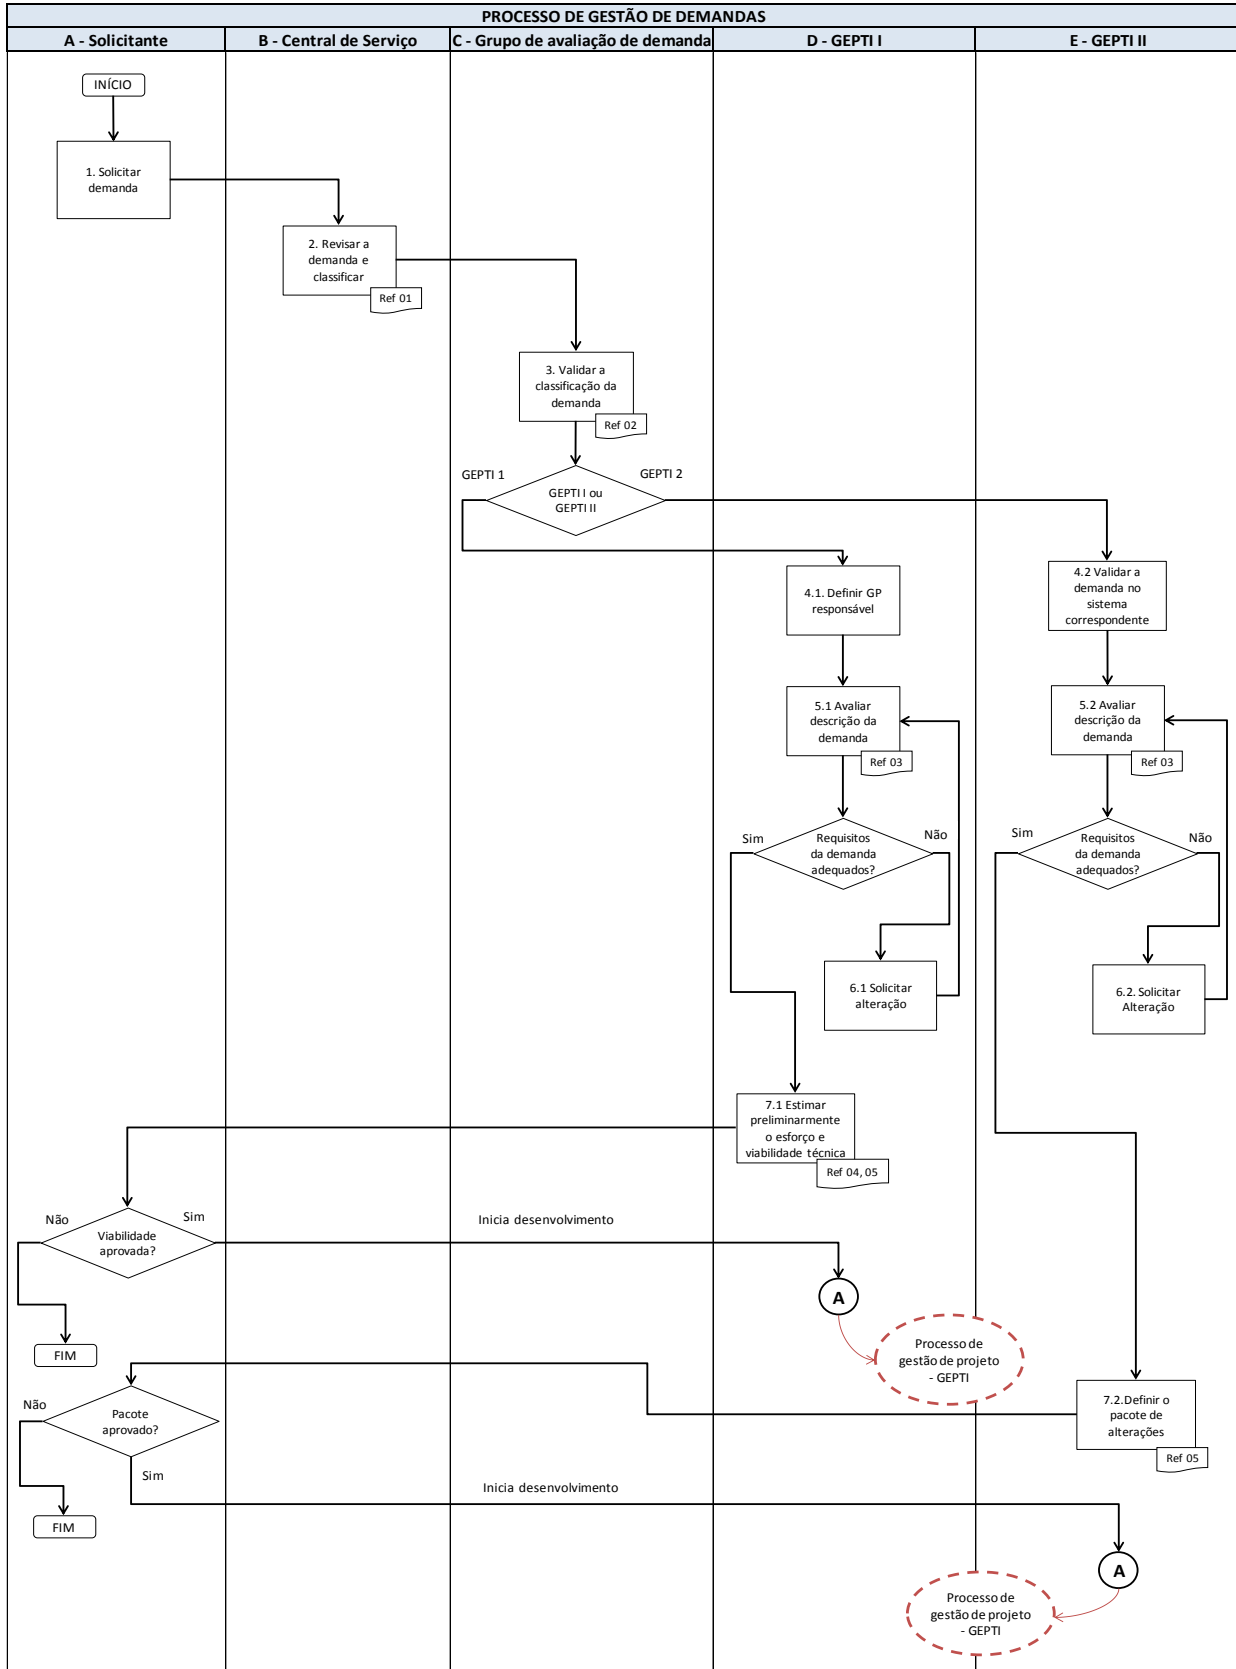 PROCESSO DE GESTÃO DE DEMANDAS
A - Solicitante
B - Central de Serviço
C - Grupo de avaliação de demanda
D - GEPTI I
E - GEPTI II
INÍCIO
1. Solicitar
demanda
2. Revisar a
demanda e
classificar
Ref 01
3. Validar a
classificação da
demanda
Ref 02
GEPTI 1
GEPTI 2
GEPTI I ou
GEPTI II
4.1. Definir GP
responsável
4.2 Validar a
demanda no
sistema
correspondente
5.1 Avaliar
descrição da
demanda
Ref 03
5.2 Avaliar
descrição da
demanda
Ref 03
Sim
Não
Requisitos
da demanda
adequados?
Sim
Não
Requisitos
da demanda
adequados?
6.1 Solicitar
alteração
6.2. Solicitar
Alteração
7.1 Estimar
preliminarmente
o esforço e
viabilidade técnica
Ref 04, 05
Não
Sim
Viabilidade
aprovada?
Inicia desenvolvimento
A
FIM
Processo de
gestão de projeto
- GEPTI
Não
Pacote
aprovado?
Sim
7.2.Definir o
pacote de
alterações
Ref 05
Inicia desenvolvimento
FIM
A
Processo de
gestão de projeto
- GEPTI